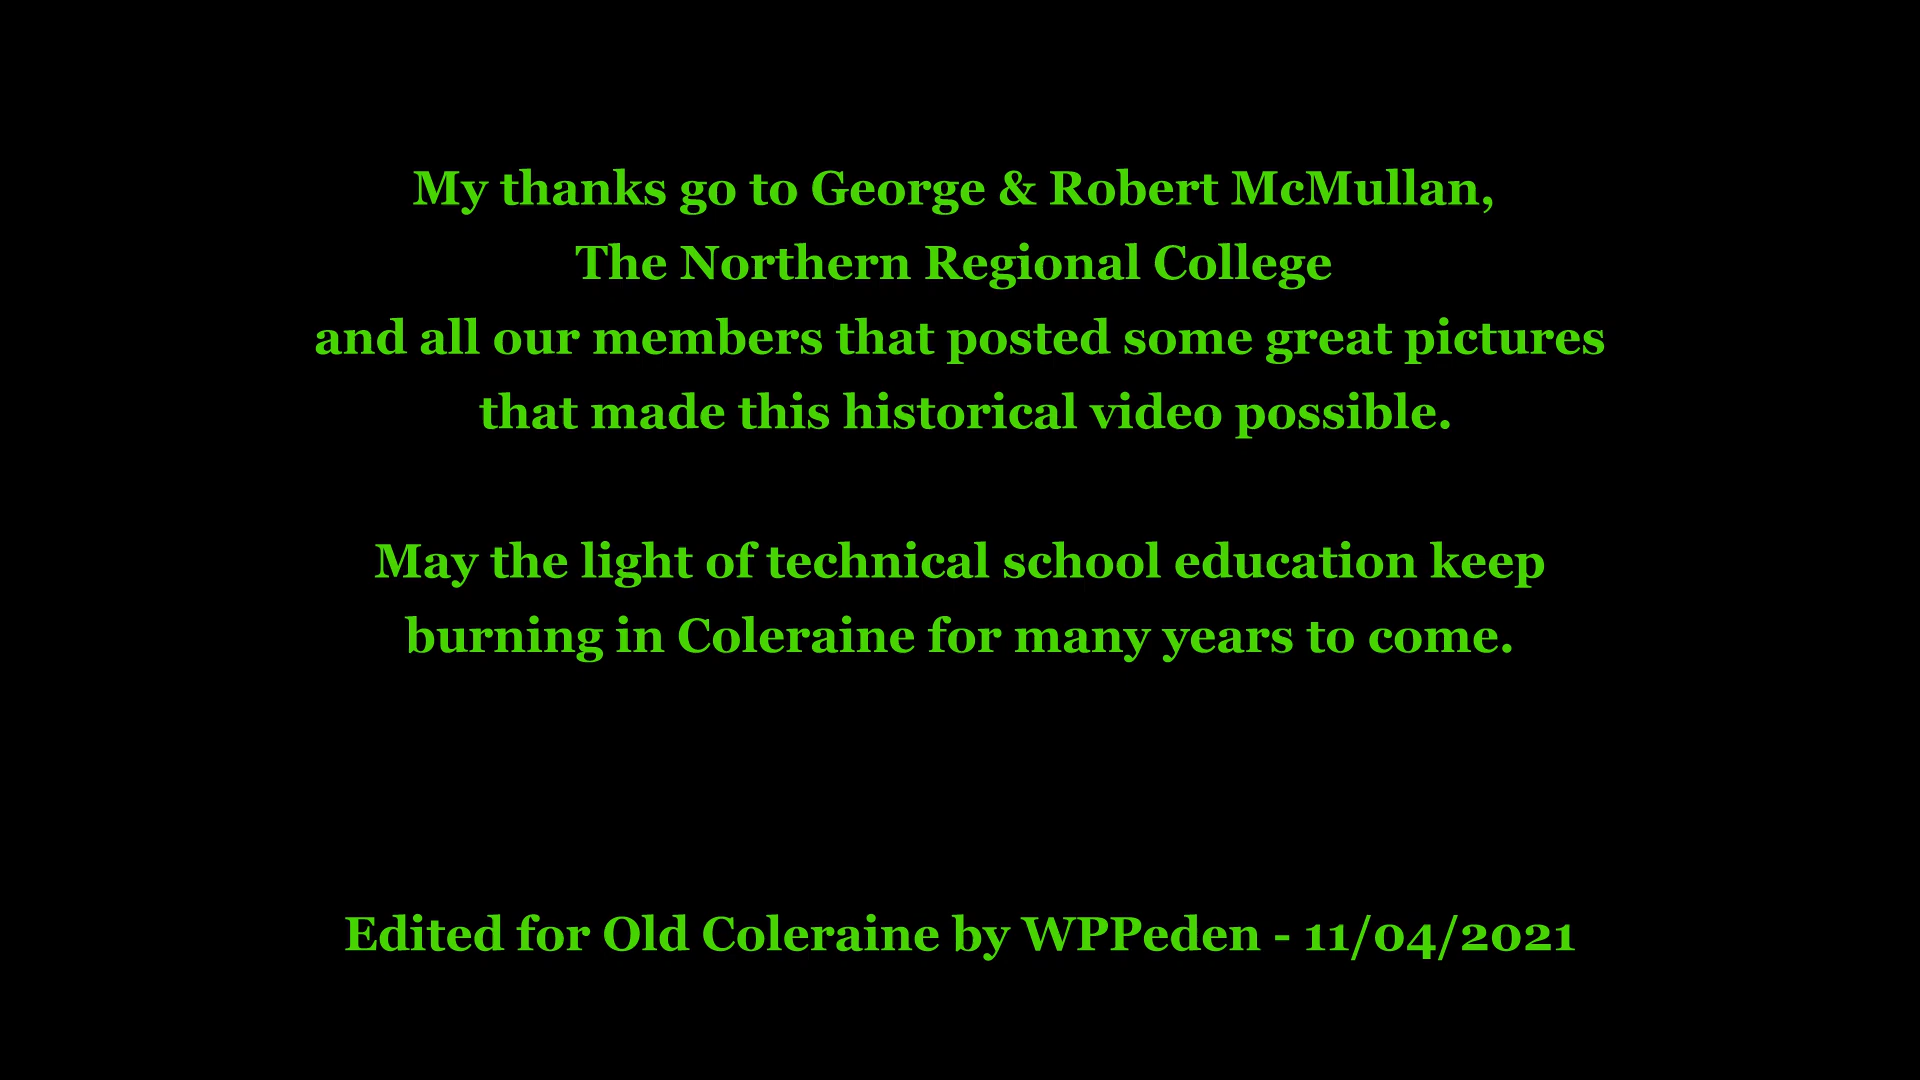 My thanks go to George & Robert McMullan,
The Northern Regional College
and all our members that posted some great pictures
that made this historical video possible.
May the light of technical school education keep
burning in Coleraine for many years to come.
Edited for Old Coleraine by WPPeden - 11/04/2021